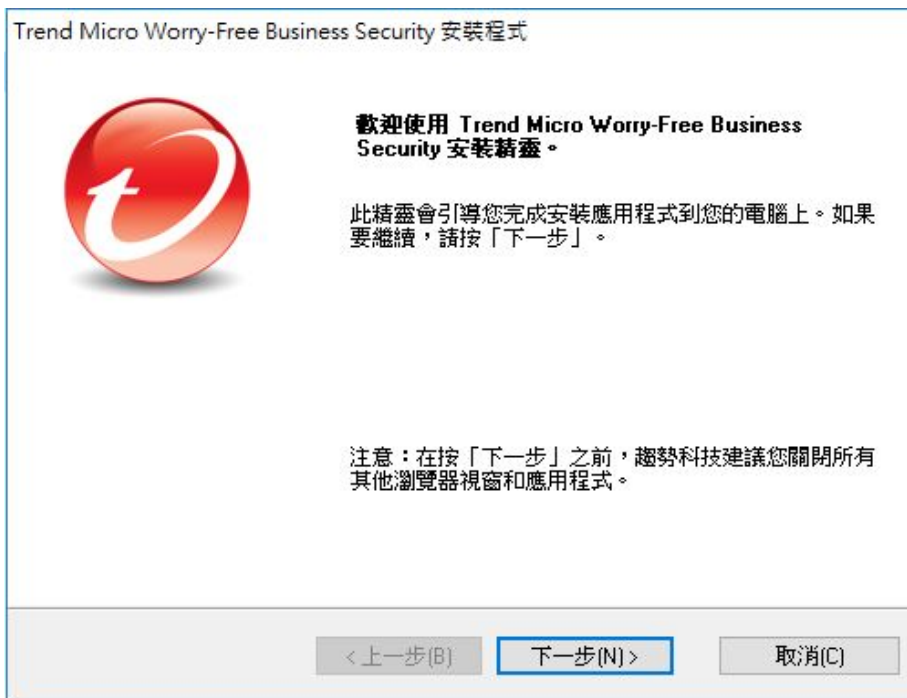 Trend Micro Worry-Free Business Security 安裝程式
歡迎使用 Trend Micro Worry-Free Business
Security 安裝精靈。
此精靈會引導您完成安裝應用程式到您的電腦上。如果
要繼續，請按「下一步」。
注意：在按「下一步」之前，趨勢科技建議您關閉所有
其他瀏覽器視窗和應用程式。
<上一步(B) 下一步(N)> 取消(C)